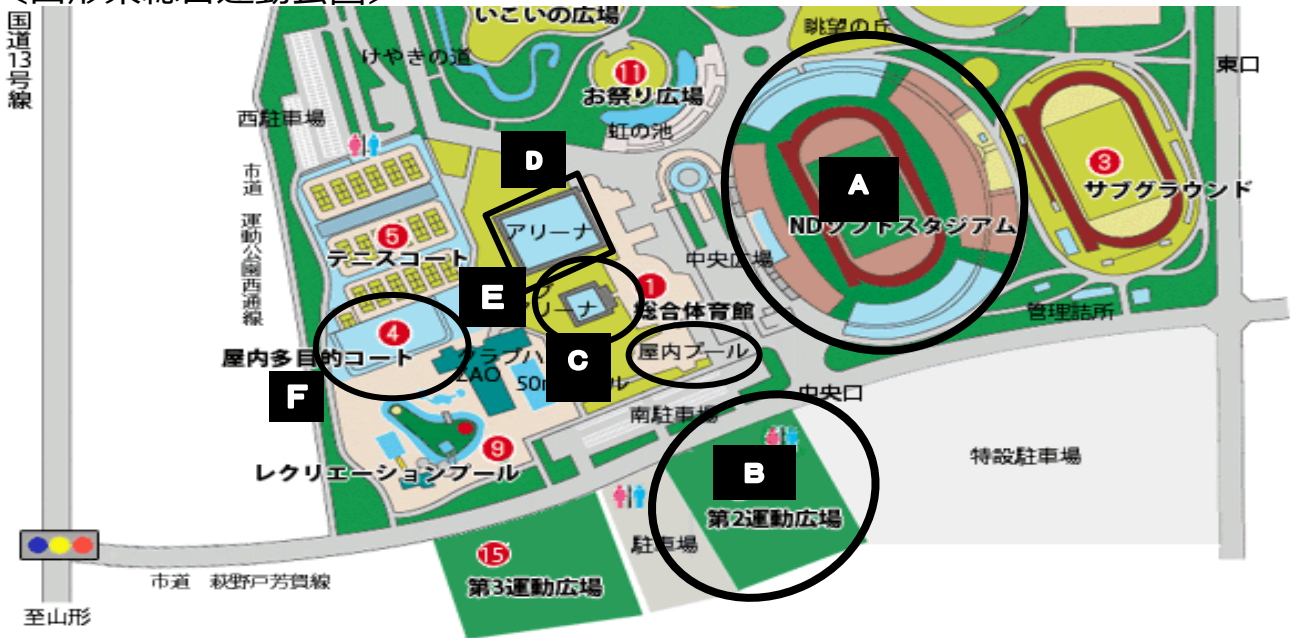 いこいの広場
眺望の丘
国道13号線
けやきの道
東口
11
お祭り広場
西駐車場
虹の池
D
3
サブグラウンド
A
NDソフトスタジアム
市道 運動公園西通線
アリーナ
5
テニスコート
中央広場
E
1
総合体育館
リーナ
管理詰所
4
屋内多目的コート
C
屋内プール
ZAO
50m
F
中央口
南駐車場
9
レクリエーションプール
特設駐車場
B
第2運動広場
駐車場
15
第3運動広場
市道 萩野戸芳賀線
至山形